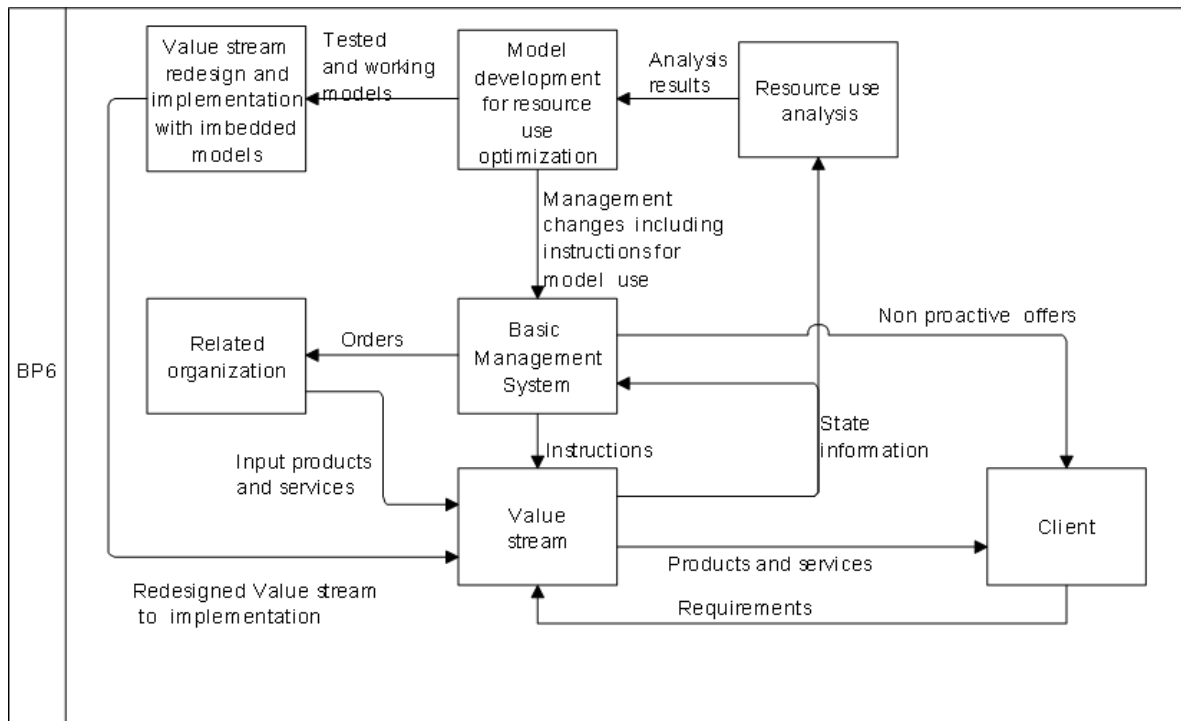 BP6
Value stream
redesign and
implementation
with imbedded
models
Tested
and working
models
Model
development
for resource
use
optimization
Analysis
results
Resource use
analysis
Management
changes including
instructions for
model use
Related
organization
Orders
Basic
Management
System
Non proactive offers
Input products
and services
Instructions
State
information
Value
stream
Client
Products and services
Redesigned Value stream
to implementation
Requirements